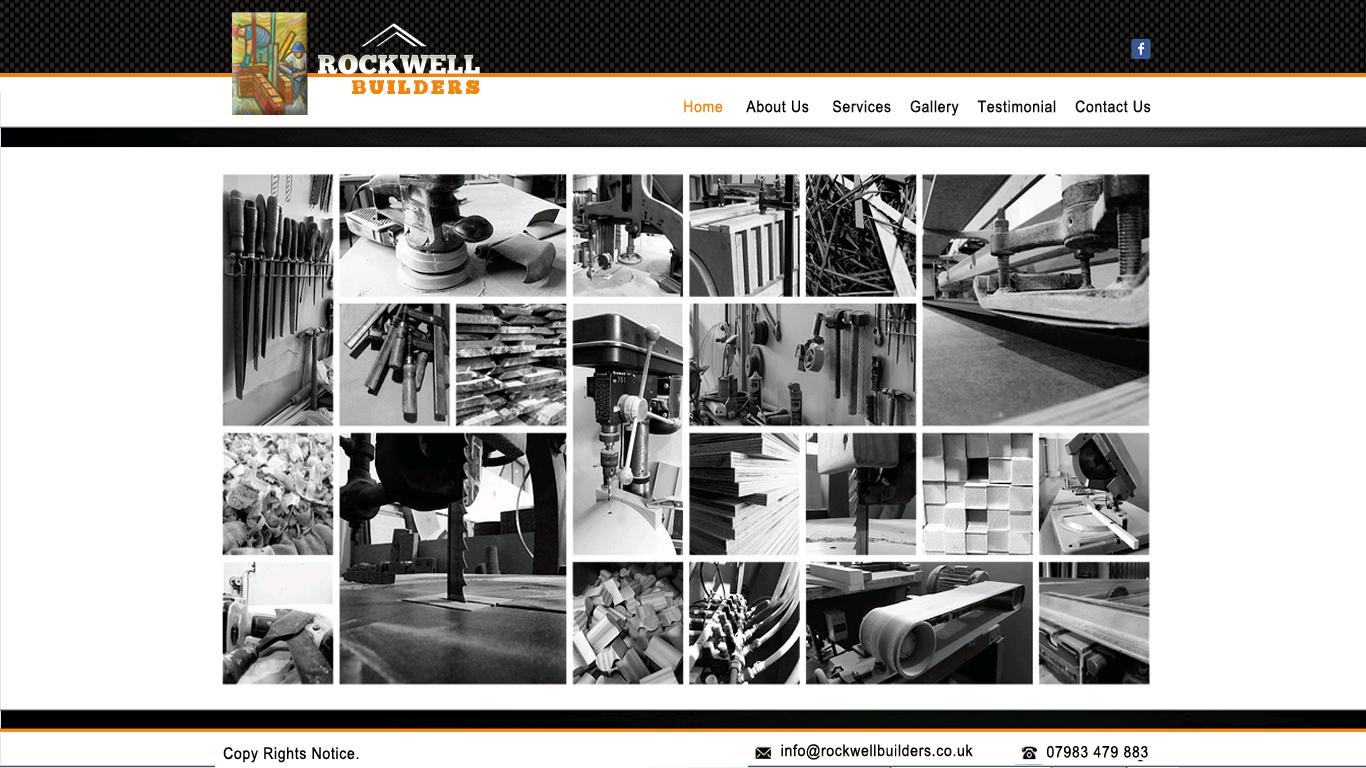 ROCKWELL
BUILDERS
Home About Us Services Gallery Testimonial Contact Us
701
Copy Rights Notice. info@rockwellbuilders.co.uk 07983 479 883